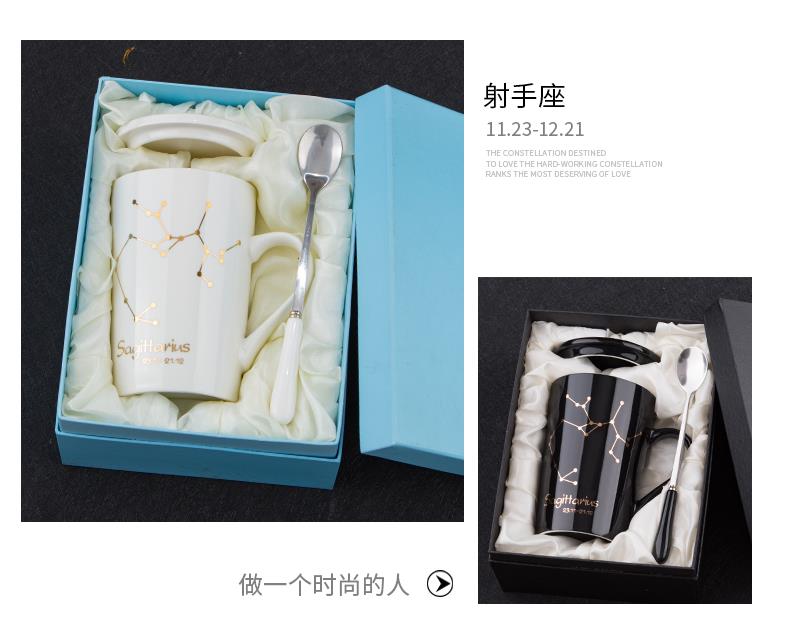 射手座
11.23-12.21
THE CONSTELLATION DESTINED
TO LOVE THE HARD-WORKING CONSTELLATION
RANKS THE MOST DESERVING OF LOVE
Sagittarius
Sagittarius
做一个时尚的人